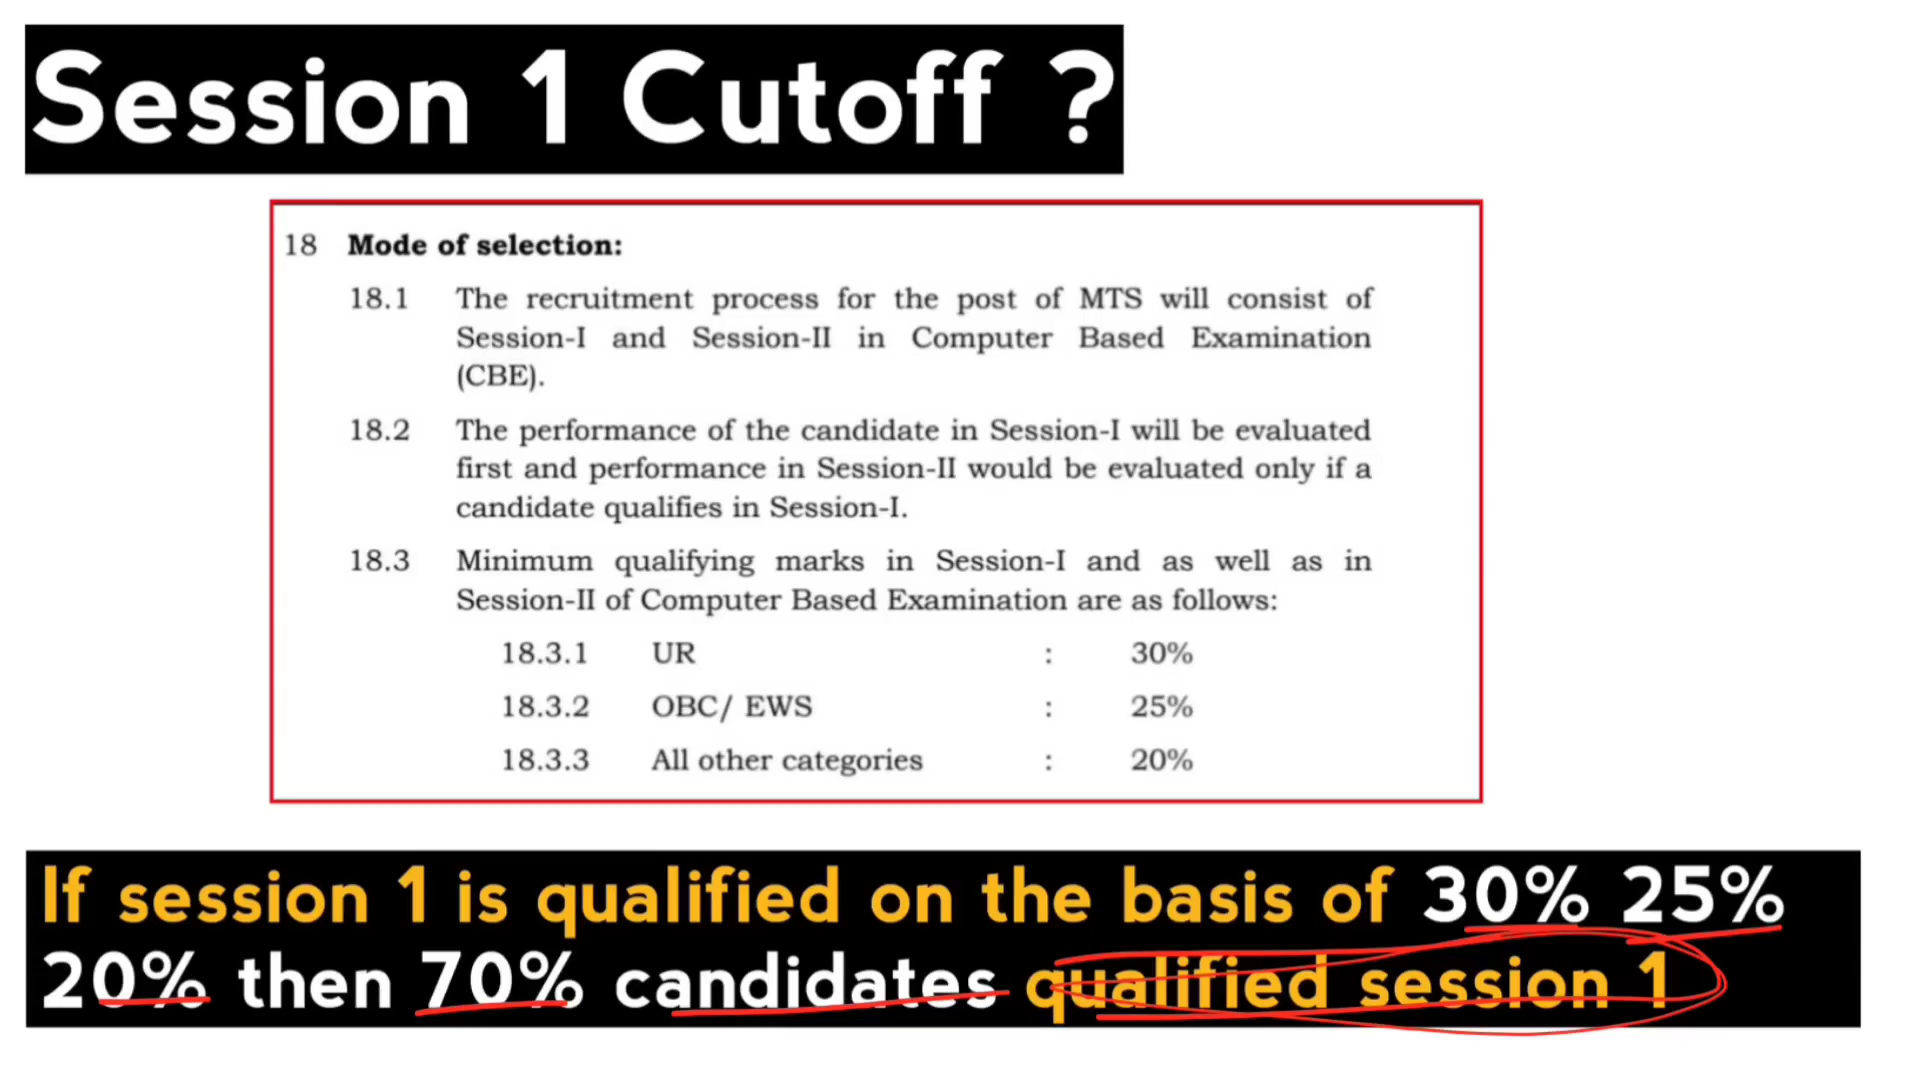 Session 1 Cutoff ?
18 Mode of selection:
18.1 The recruitment process for the post of MTS will consist of
Session-I and Session-II in Computer Based Examination
(CBE).
18.2 The performance of the candidate in Session-I will be evaluated
first and performance in Session-II would be evaluated only if a
candidate qualifies in Session-I.
18.3 Minimum qualifying marks in Session-I and as well as in
Session-II of Computer Based Examination are as follows:
18.3.1 UR : 30%
18.3.2 OBC/ EWS : 25%
18.3.3 All other categories : 20%
If session 1 is qualified on the basis of 30% 25%
20% then 70% candidates qualified session 1